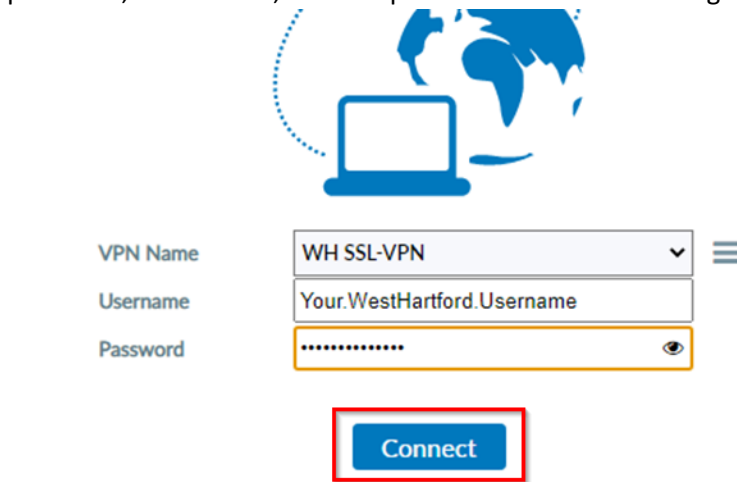 VPN Name WH SSL-VPN
Username Your.WestHartford.Username
Password ••••••••••••••
Connect